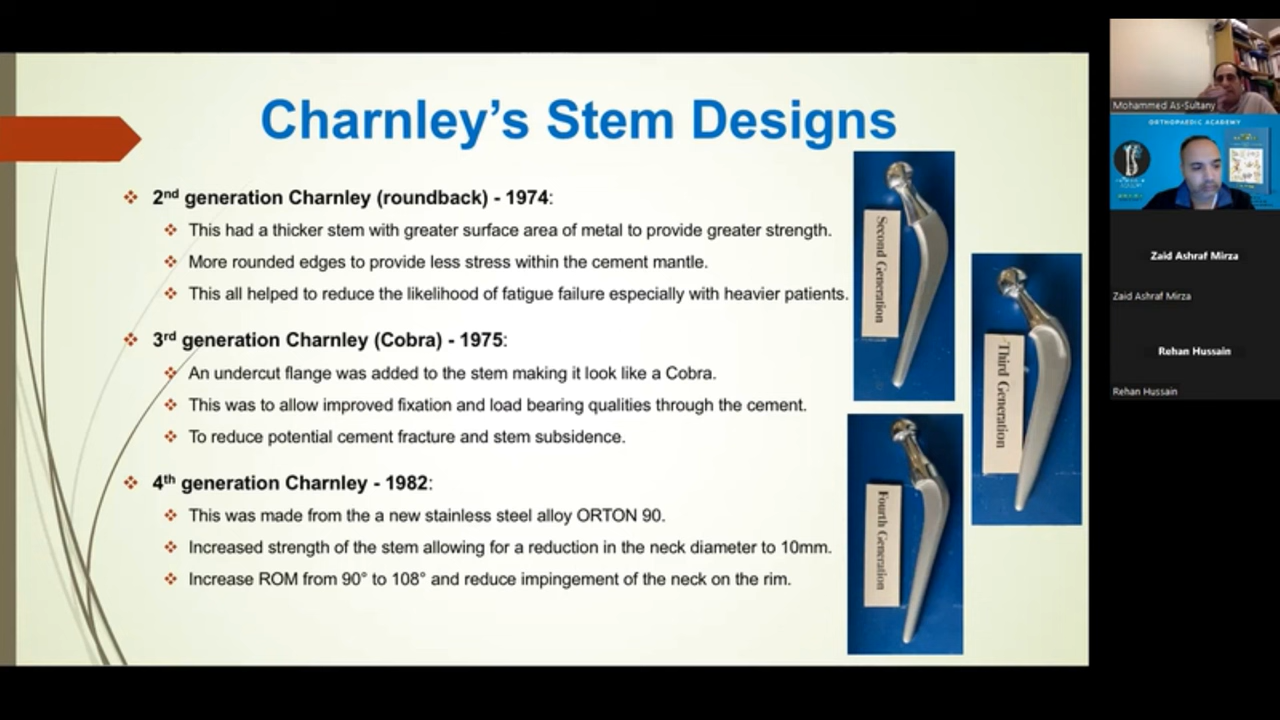 Charnley's Stem Designs
❖ 2nd generation Charnley (roundback) - 1974:
❖ This had a thicker stem with greater surface area of metal to provide greater strength.
❖ More rounded edges to provide less stress within the cement mantle.
❖ This all helped to reduce the likelihood of fatigue failure especially with heavier patients.
❖ 3rd generation Charnley (Cobra) - 1975:
❖ An undercut flange was added to the stem making it look like a Cobra.
❖ This was to allow improved fixation and load bearing qualities through the cement.
❖ To reduce potential cement fracture and stem subsidence.
❖ 4th generation Charnley - 1982:
❖ This was made from the a new stainless steel alloy ORTON 90.
❖ Increased strength of the stem allowing for a reduction in the neck diameter to 10mm.
❖ Increase ROM from 90° to 108° and reduce impingement of the neck on the rim.
Second Generation
Third Generation
Fourth Generation
Mohammed As-Sultany
ORTHOPAEDIC ACADEMY
Zaid Ashraf Mirza
Zaid Ashraf Mirza
Rehan Hussain
Rehan Hussain